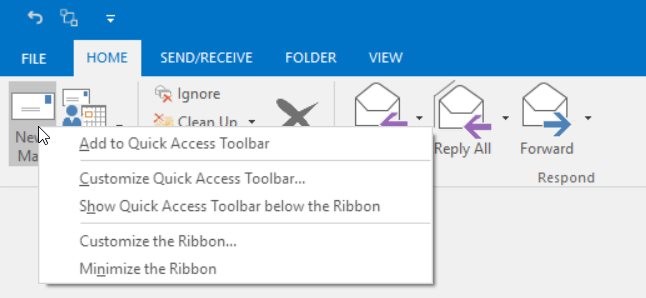 FILE HOME SEND/RECEIVE FOLDER VIEW
Ignore
Clean Up
New
Ma
Reply All Forward
Respond
Add to Quick Access Toolbar
Customize Quick Access Toolbar...
Show Quick Access Toolbar below the Ribbon
Customize the Ribbon...
Minimize the Ribbon